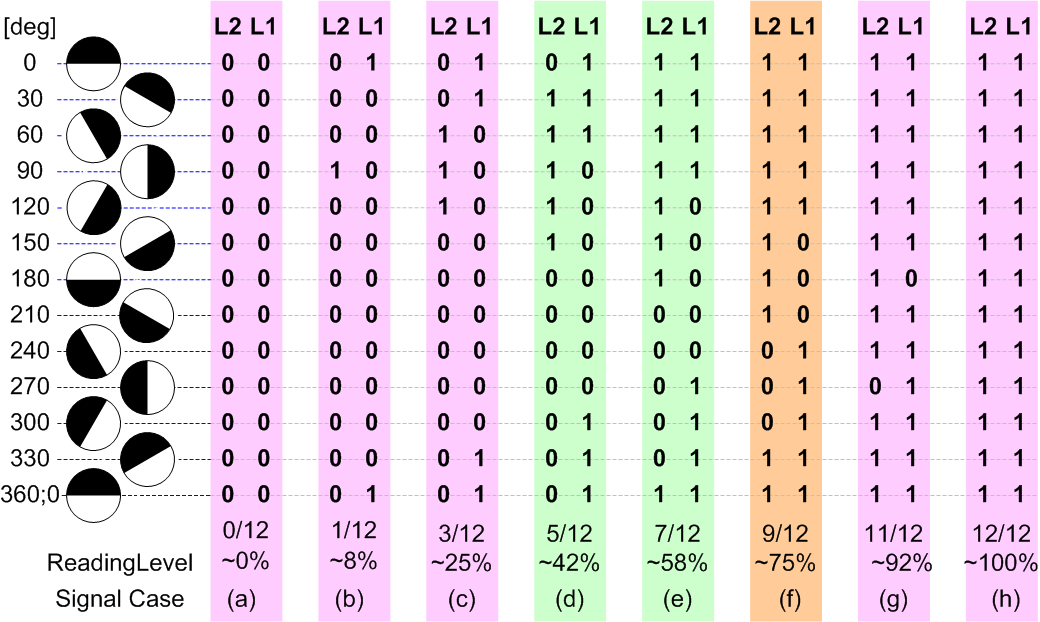 [deg] L2 L1 L2 L1 L2 L1 L2 L1 L2 L1 L2 L1 L2 L1 L2 L1
0 0 0 0 1 0 1 0 1 1 1 1 1 1 1 1 1
30 0 0 0 0 0 1 1 1 1 1 1 1 1 1 1 1
60 0 0 0 0 1 0 1 1 1 1 1 1 1 1 1 1
90 0 0 1 0 1 0 1 0 1 1 1 1 1 1 1 1
120 0 0 0 0 1 0 1 0 1 0 1 1 1 1 1 1
150 0 0 0 0 0 0 1 0 1 0 1 0 1 1 1 1
180 0 0 0 0 0 0 0 0 1 0 1 0 1 0 1 1
210 0 0 0 0 0 0 0 0 0 0 1 0 1 1 1 1
240 0 0 0 0 0 0 0 0 0 0 0 1 1 1 1 1
270 0 0 0 0 0 0 0 0 0 1 0 1 0 1 1 1
300 0 0 0 0 0 0 0 1 0 1 0 1 1 1 1 1
330 0 0 0 0 0 1 0 1 0 1 1 1 1 1 1 1
360;0 0 0 0 1 0 1 0 1 1 1 1 1 1 1 1 1
0/12 1/12 3/12 5/12 7/12 9/12 11/12 12/12
ReadingLevel ~0% ~8% ~25% ~42% ~58% ~75% ~92% ~100%
Signal Case (a) (b) (c) (d) (e) (f) (g) (h)